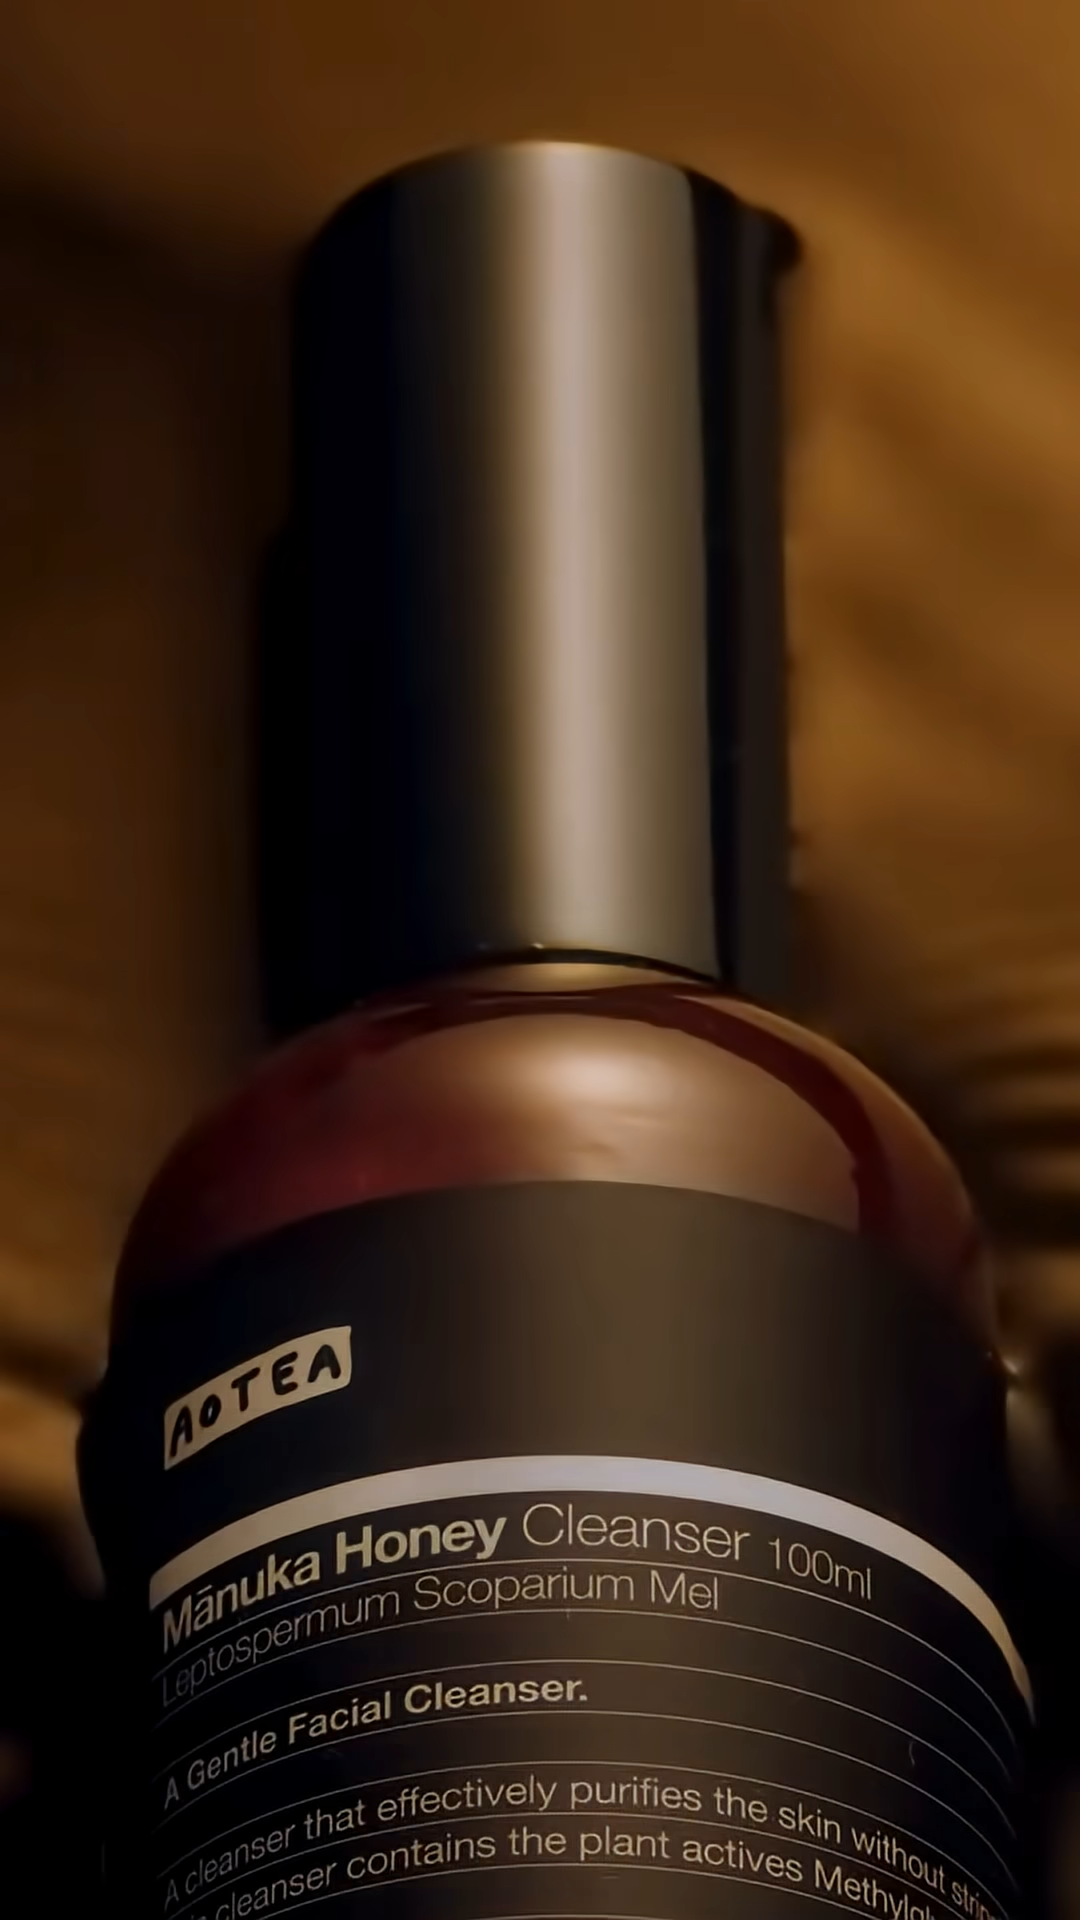 AOTEA
Mānuka Honey Cleanser 100ml
Leptospermum Scoparium Mel
A Gentle Facial Cleanser.
A cleanser that effectively purifies the skin without
cleanser contains the plant actives